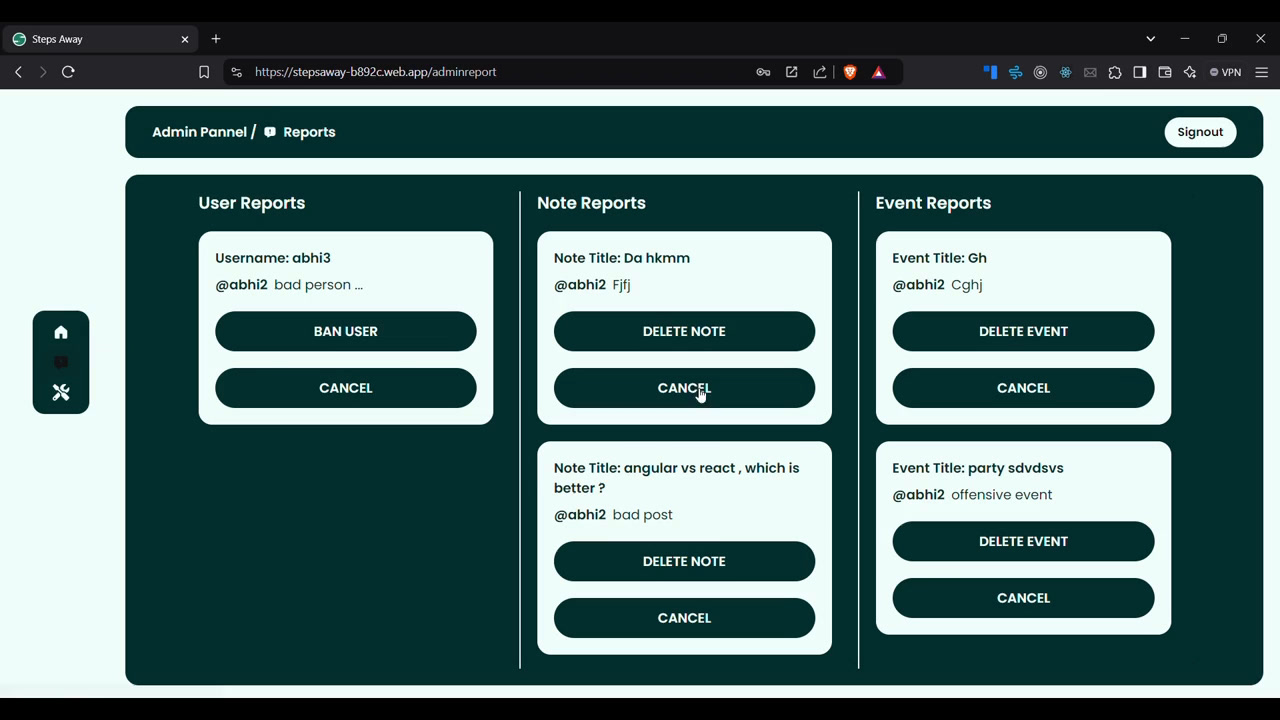 Steps Away
https://stepsaway-b892c.web.app/adminreport
VPN
Admin Pannel / Reports
Signout
User Reports
Username: abhi3
@abhi2 bad person ...
BAN USER
CANCEL
Note Reports
Note Title: Da hkmm
@abhi2 Fjfj
DELETE NOTE
CANCEL
Note Title: angular vs react , which is
better ?
@abhi2 bad post
DELETE NOTE
CANCEL
Event Reports
Event Title: Gh
@abhi2 Cghj
DELETE EVENT
CANCEL
Event Title: party sdvdsvs
@abhi2 offensive event
DELETE EVENT
CANCEL